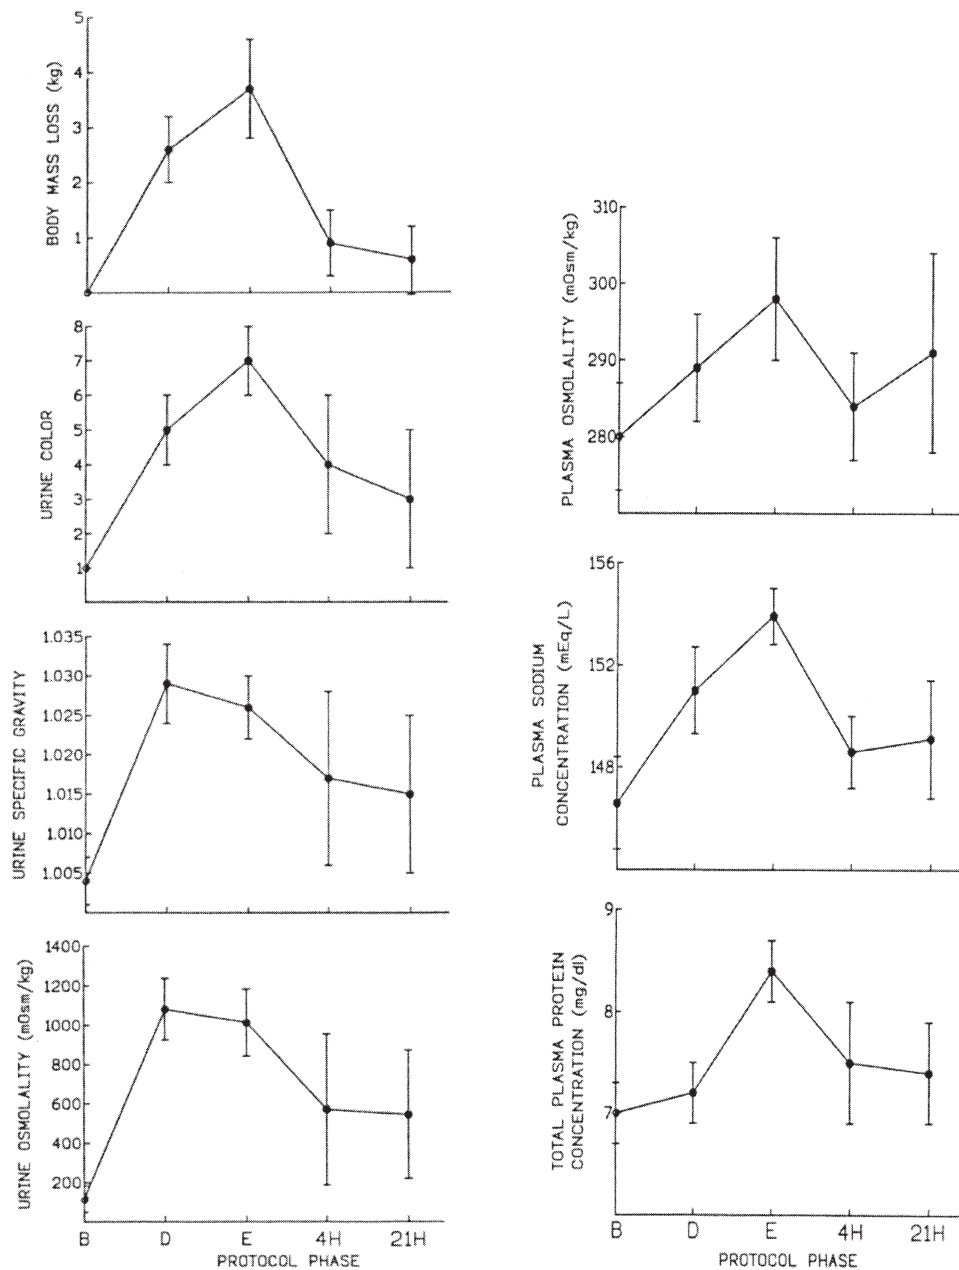 BODY MASS LOSS (kg)
5
4
3
2
1
0
URINE COLOR
8
7
6
5
4
3
2
1
URINE SPECIFIC GRAVITY
1.035
1.030
1.025
1.020
1.015
1.010
1.005
URINE OSMOLALITY (mOsm/kg)
1400
1200
1000
800
600
400
200
B D E 4H 21H
PROTOCOL PHASE
PLASMA OSMOLALITY (mOsm/kg)
310
300
290
280
PLASMA SODIUM
CONCENTRATION (mEq/L)
156
152
148
TOTAL PLASMA PROTEIN
CONCENTRATION (mg/dl)
9
8
7
B D E 4H 21H
PROTOCOL PHASE